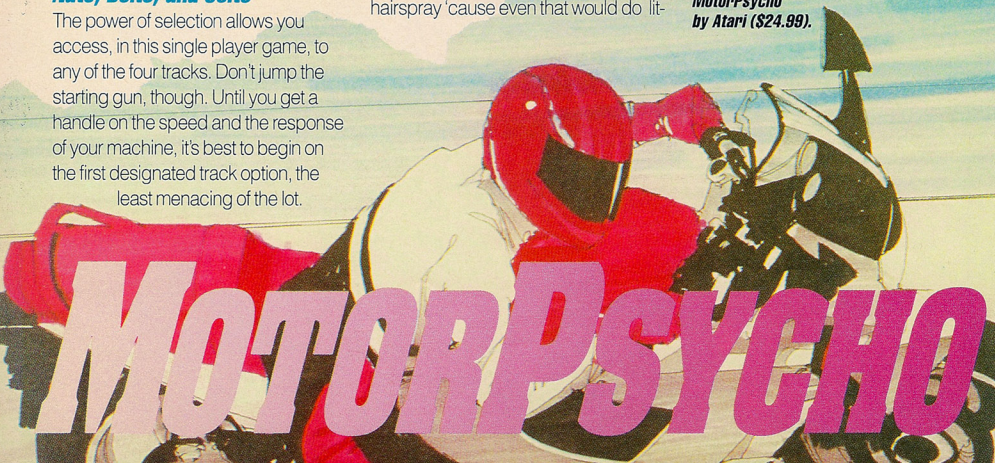 The power of selection allows you
access, in this single player game, to
any of the four tracks. Don't jump the
starting gun, though. Until you get a
handle on the speed and the response
of your machine, it's best to begin on
the first designated track option, the
least menacing of the lot.
hairspray 'cause even that would do lit-
MotorPsycho
by Atari ($24.99).
MOTORPSYCHO